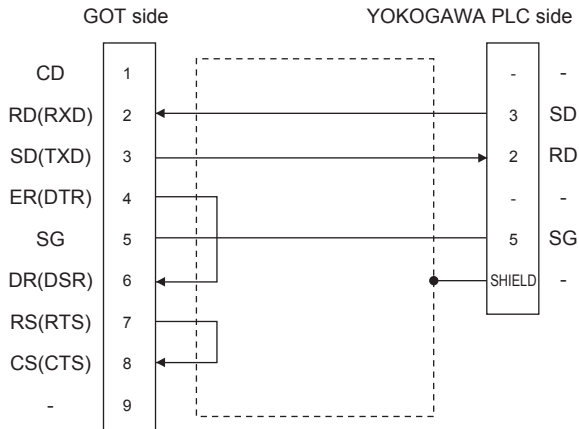 GOT side YOKOGAWA PLC side
CD 1 - -
RD(RXD) 2 3 SD
SD(TXD) 3 2 RD
ER(DTR) 4 - -
SG 5 5 SG
DR(DSR) 6 SHIELD -
RS(RTS) 7
CS(CTS) 8
- 9